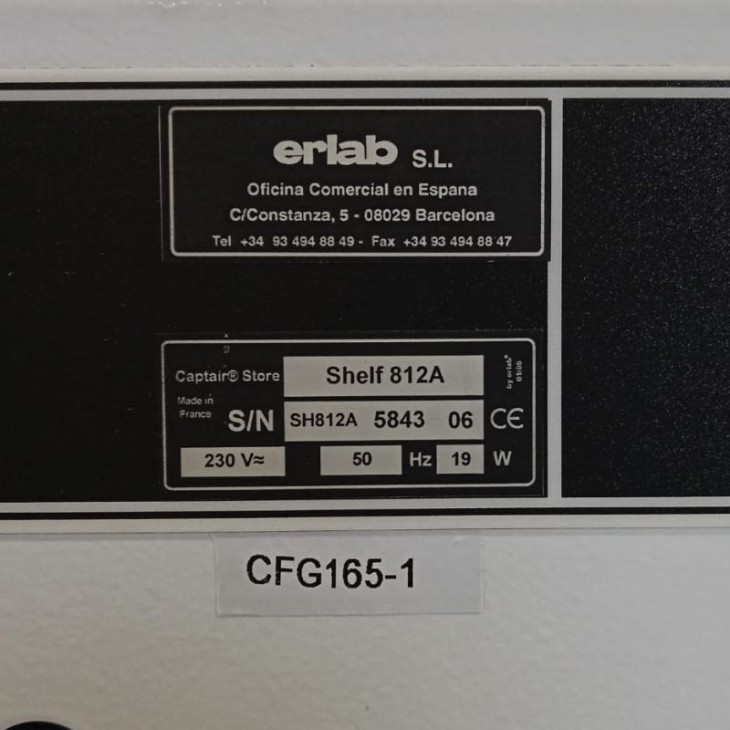 erlab S.L.
Oficina Comercial en Espana
C/Constanza, 5 - 08029 Barcelona
Tel +34 93 494 88 49 - Fax +34 93 494 88 47
Captair® Store Shelf 812A
by erlab®
Made in
France
S/N SH812A 5843 06 CE
230 V≈ 50 Hz 19 W
CFG165-1